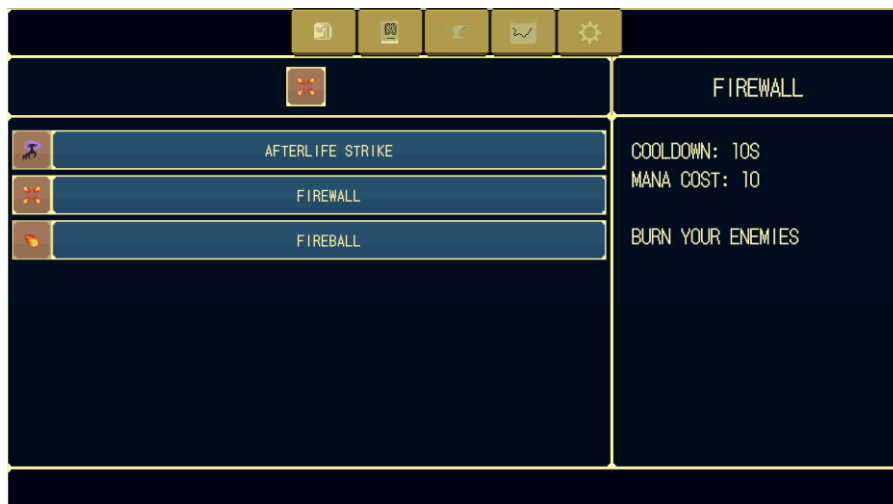 FIREWALL
AFTERLIFE STRIKE
FIREWALL
FIREBALL
COOLDOWN: 10S
MANA COST: 10
BURN YOUR ENEMIES